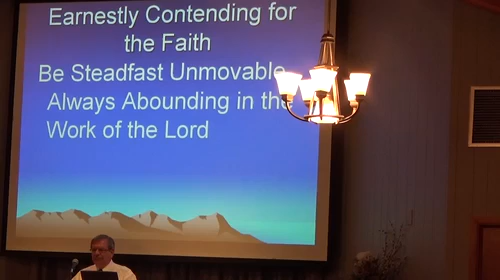 Earnestly Contending for
the Faith
Be Steadfast Unmovable
Always Abounding in the
Work of the Lord